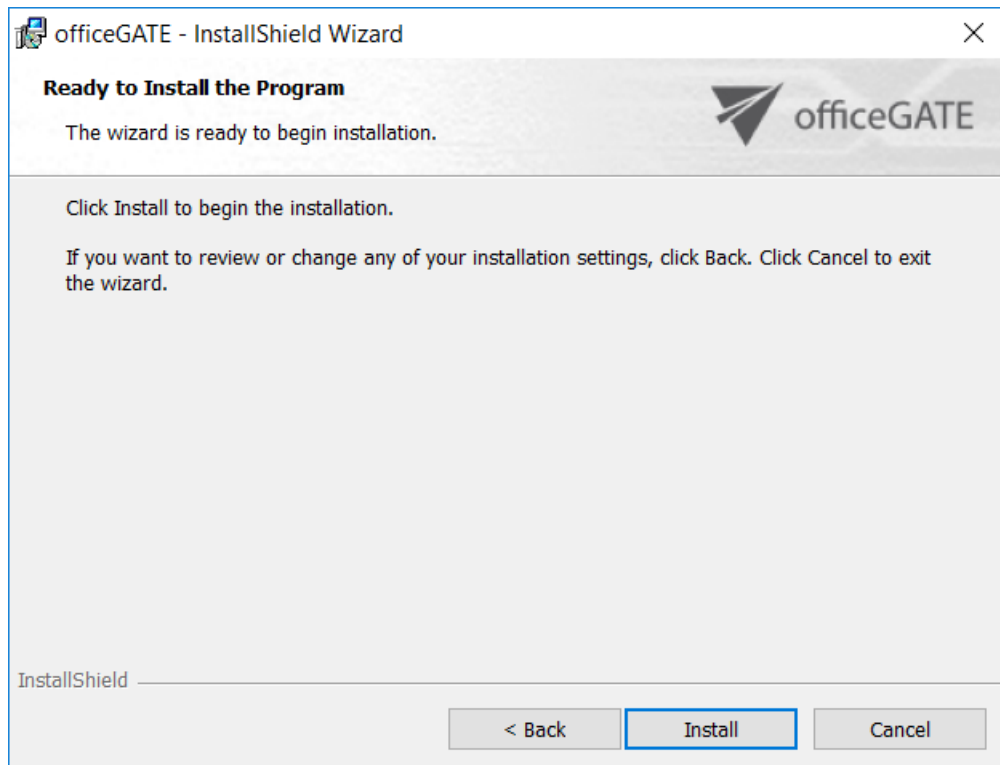 officeGATE - InstallShield Wizard
Ready to Install the Program
The wizard is ready to begin installation.
officeGATE
Click Install to begin the installation.
If you want to review or change any of your installation settings, click Back. Click Cancel to exit
the wizard.
InstallShield
< Back
Install
Cancel